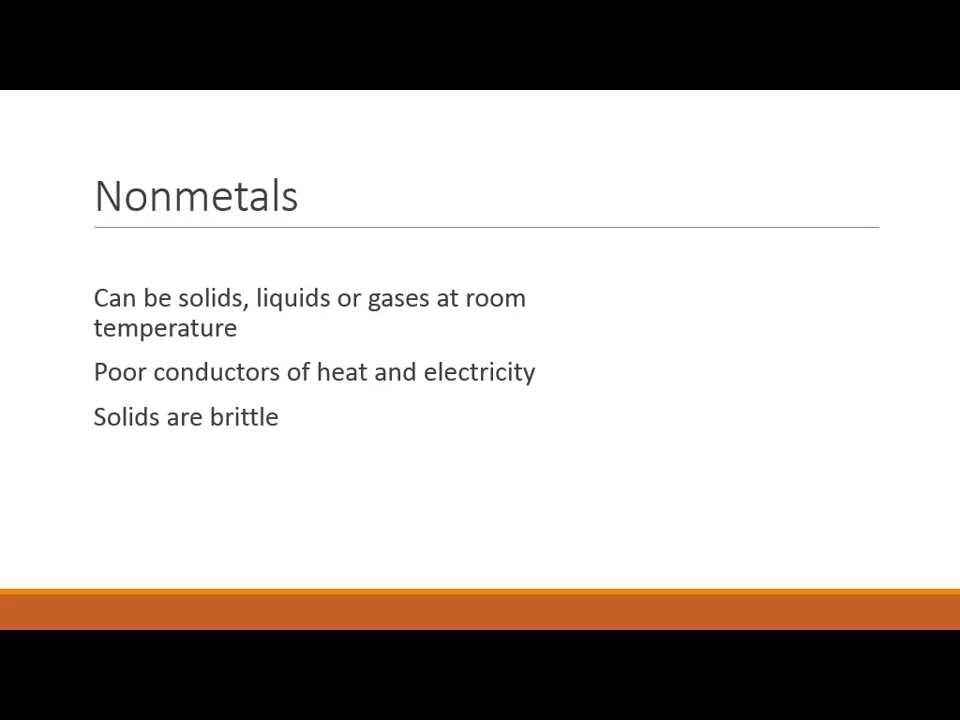 Nonmetals
Can be solids, liquids or gases at room
temperature
Poor conductors of heat and electricity
Solids are brittle